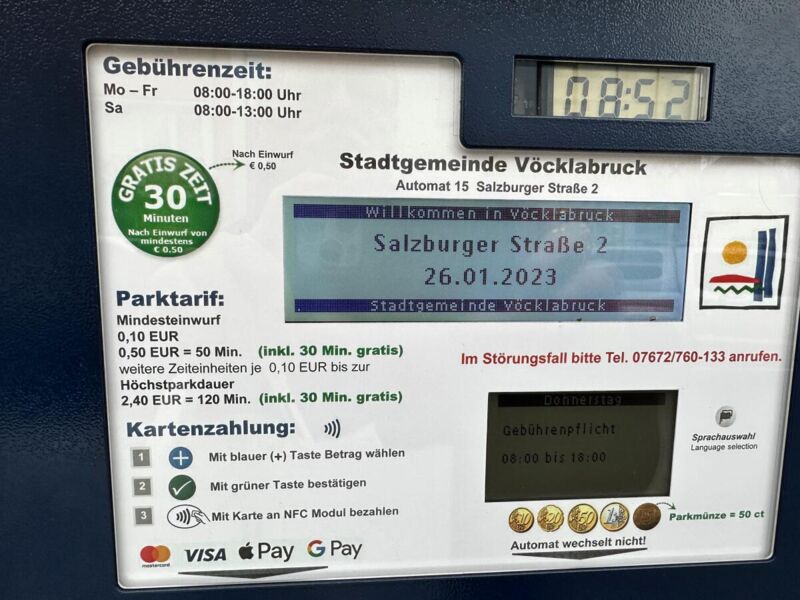 Gebührenzeit:
Mo – Fr 08:00-18:00 Uhr
Sa 08:00-13:00 Uhr
08:52
GRATIS ZEIT
30
Minuten
Nach Einwurf von
mindestens
€ 0.50
Nach Einwurf
€ 0,50
Stadtgemeinde Vöcklabruck
Automat 15 Salzburger Straße 2
Willkommen in Vöcklabruck
Salzburger Straße 2
26.01.2023
Stadtgemeinde Vöcklabruck
Parktarif:
Mindesteinwurf
0,10 EUR
0,50 EUR = 50 Min. (inkl. 30 Min. gratis)
weitere Zeiteinheiten je 0,10 EUR bis zur
Höchstparkdauer
2,40 EUR = 120 Min. (inkl. 30 Min. gratis)
Im Störungsfall bitte Tel. 07672/760-133 anrufen.
Kartenzahlung:
1 + Mit blauer (+) Taste Betrag wählen
2 Mit grüner Taste bestätigen
3 Mit Karte an NFC Modul bezahlen
mastercard VISA Pay G Pay
Donnerstag
Gebührenpflicht
08:00 bis 18:00
Sprachauswahl
Language selection
10 20 50 1
Parkmünze = 50 ct
Automat wechselt nicht!